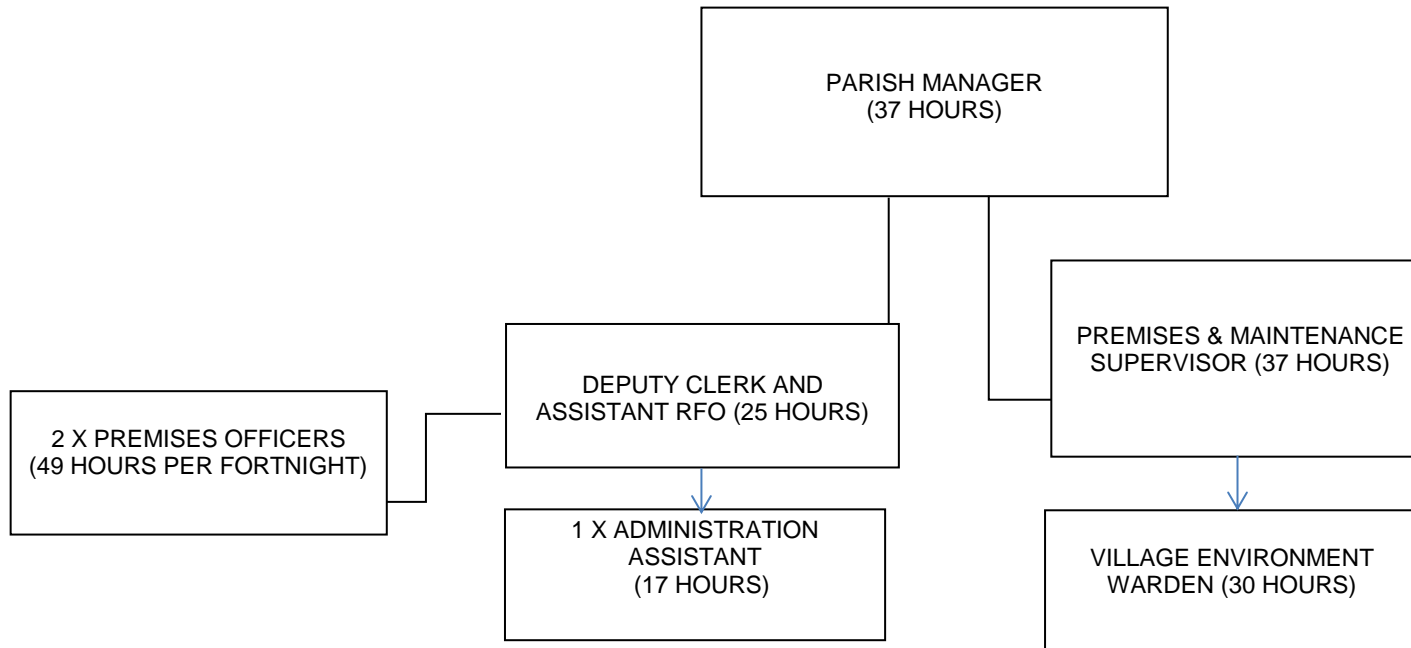 PARISH MANAGER
(37 HOURS)
PREMISES & MAINTENANCE
SUPERVISOR (37 HOURS)
DEPUTY CLERK AND
ASSISTANT RFO (25 HOURS)
2 X PREMISES OFFICERS
(49 HOURS PER FORTNIGHT)
1 X ADMINISTRATION
ASSISTANT
(17 HOURS)
VILLAGE ENVIRONMENT
WARDEN (30 HOURS)